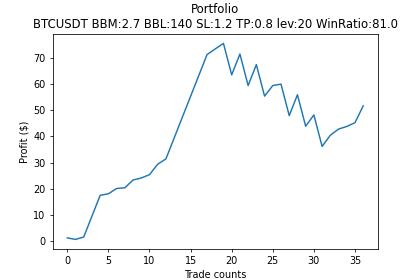 Portfolio
BTCUSDT BBM:2.7 BBL:140 SL:1.2 TP:0.8 lev:20 WinRatio:81.0
Profit ($)
70
60
50
40
30
20
10
0
0 5 10 15 20 25 30 35
Trade counts